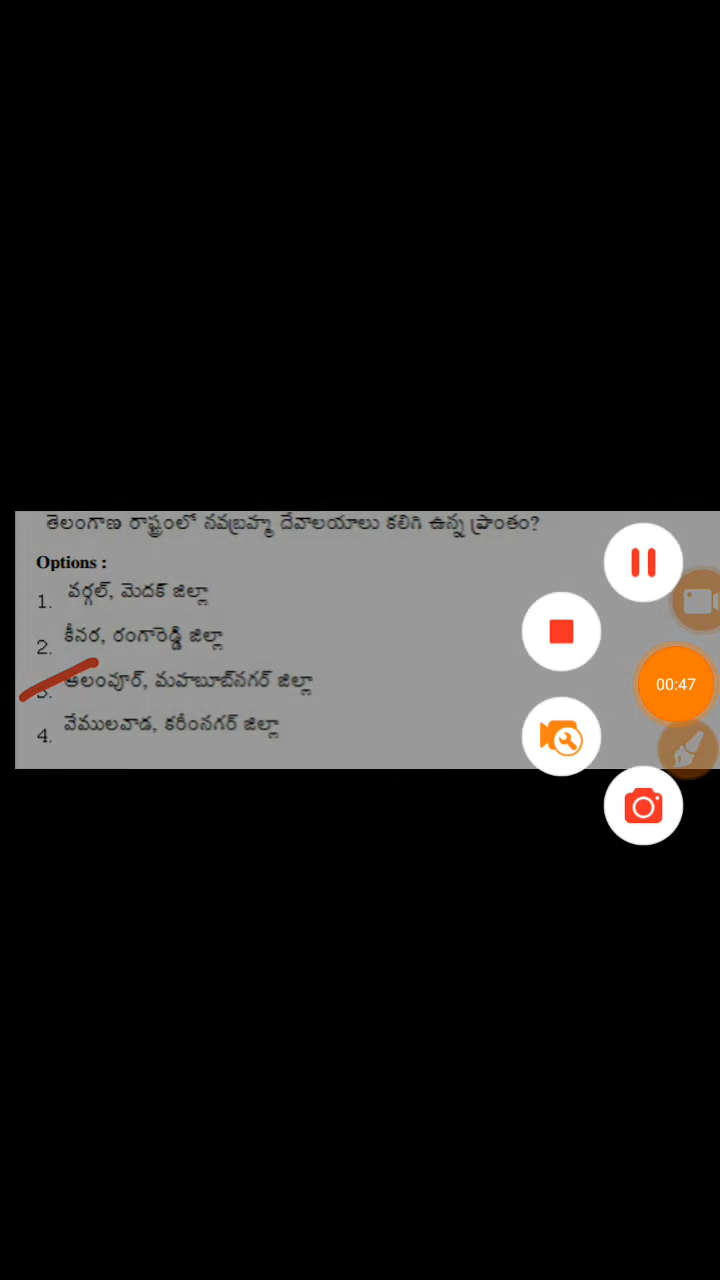 తెలంగాణ రాష్ట్రంలో నవబ్రహ్మ దేవాలయాలు కలిగి ఉన్న ప్రాంతం?
Options :
1. వర్గల్, మెదక్ జిల్లా
2. కీసర, రంగారెడ్డి జిల్లా
3. ఆలంపూర్, మహబూబ్‌నగర్ జిల్లా
4. వేములవాడ, కరీంనగర్ జిల్లా
00:47